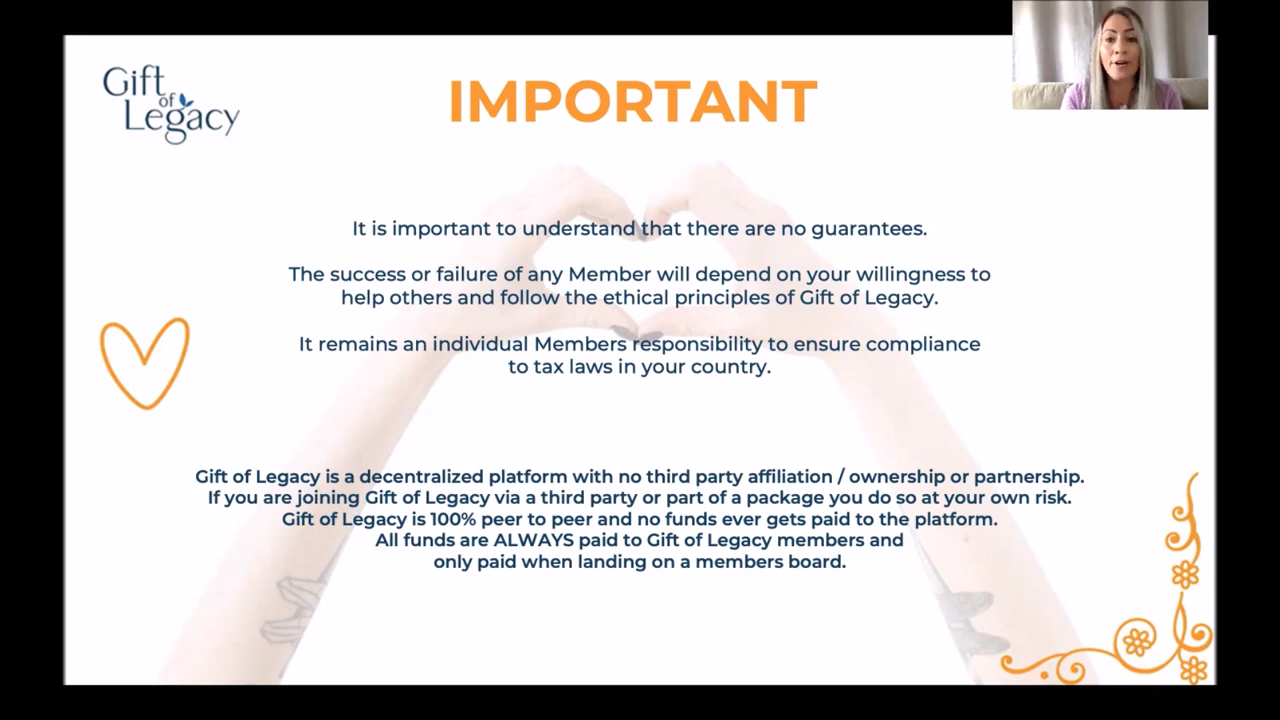 Gift
of
Legacy
IMPORTANT
It is important to understand that there are no guarantees.
The success or failure of any Member will depend on your willingness to
help others and follow the ethical principles of Gift of Legacy.
It remains an individual Members responsibility to ensure compliance
to tax laws in your country.
Gift of Legacy is a decentralized platform with no third party affiliation / ownership or partnership.
If you are joining Gift of Legacy via a third party or part of a package you do so at your own risk.
Gift of Legacy is 100% peer to peer and no funds ever gets paid to the platform.
All funds are ALWAYS paid to Gift of Legacy members and
only paid when landing on a members board.